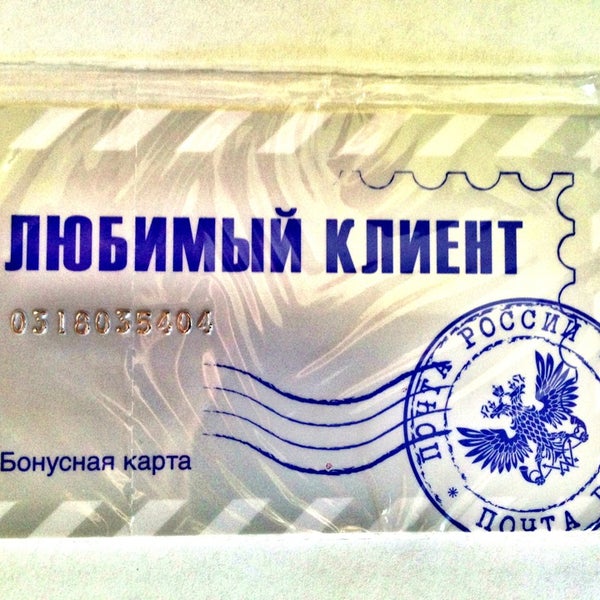 ЛЮБИМЫЙ КЛИЕНТ
0318035404
ПОЧТА РОССИИ
Бонусная карта
* ПОЧТА